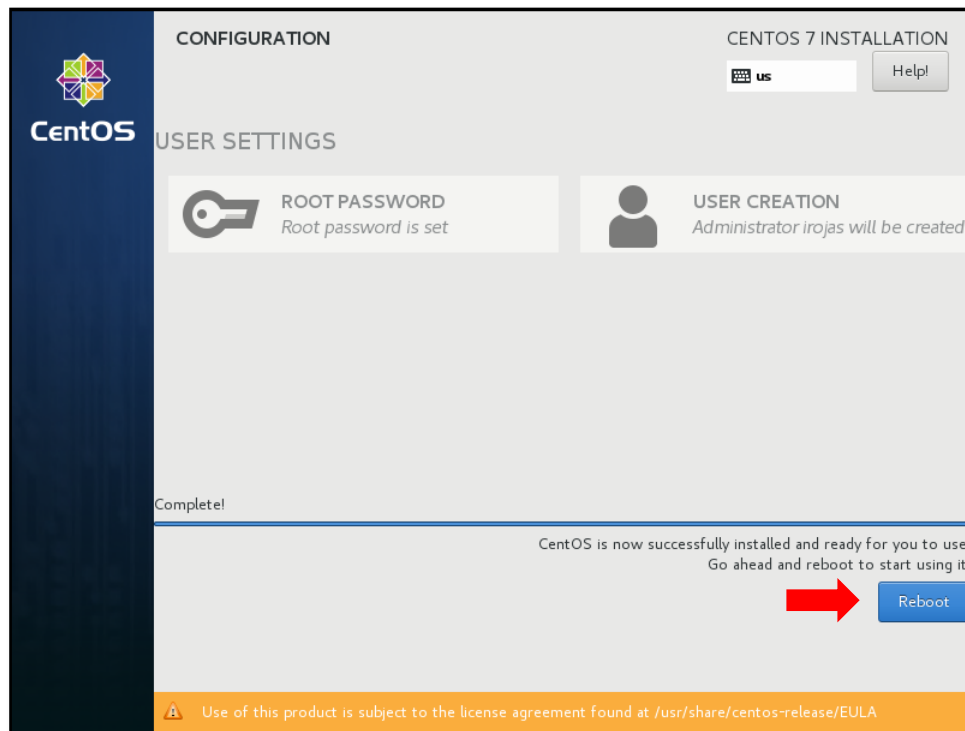 CONFIGURATION
CENTOS 7 INSTALLATION
us
Help!
CentOS
USER SETTINGS
ROOT PASSWORD
Root password is set
USER CREATION
Administrator irojas will be created
Complete!
CentOS is now successfully installed and ready for you to use
Go ahead and reboot to start using it
Reboot
Use of this product is subject to the license agreement found at /usr/share/centos-release/EULA